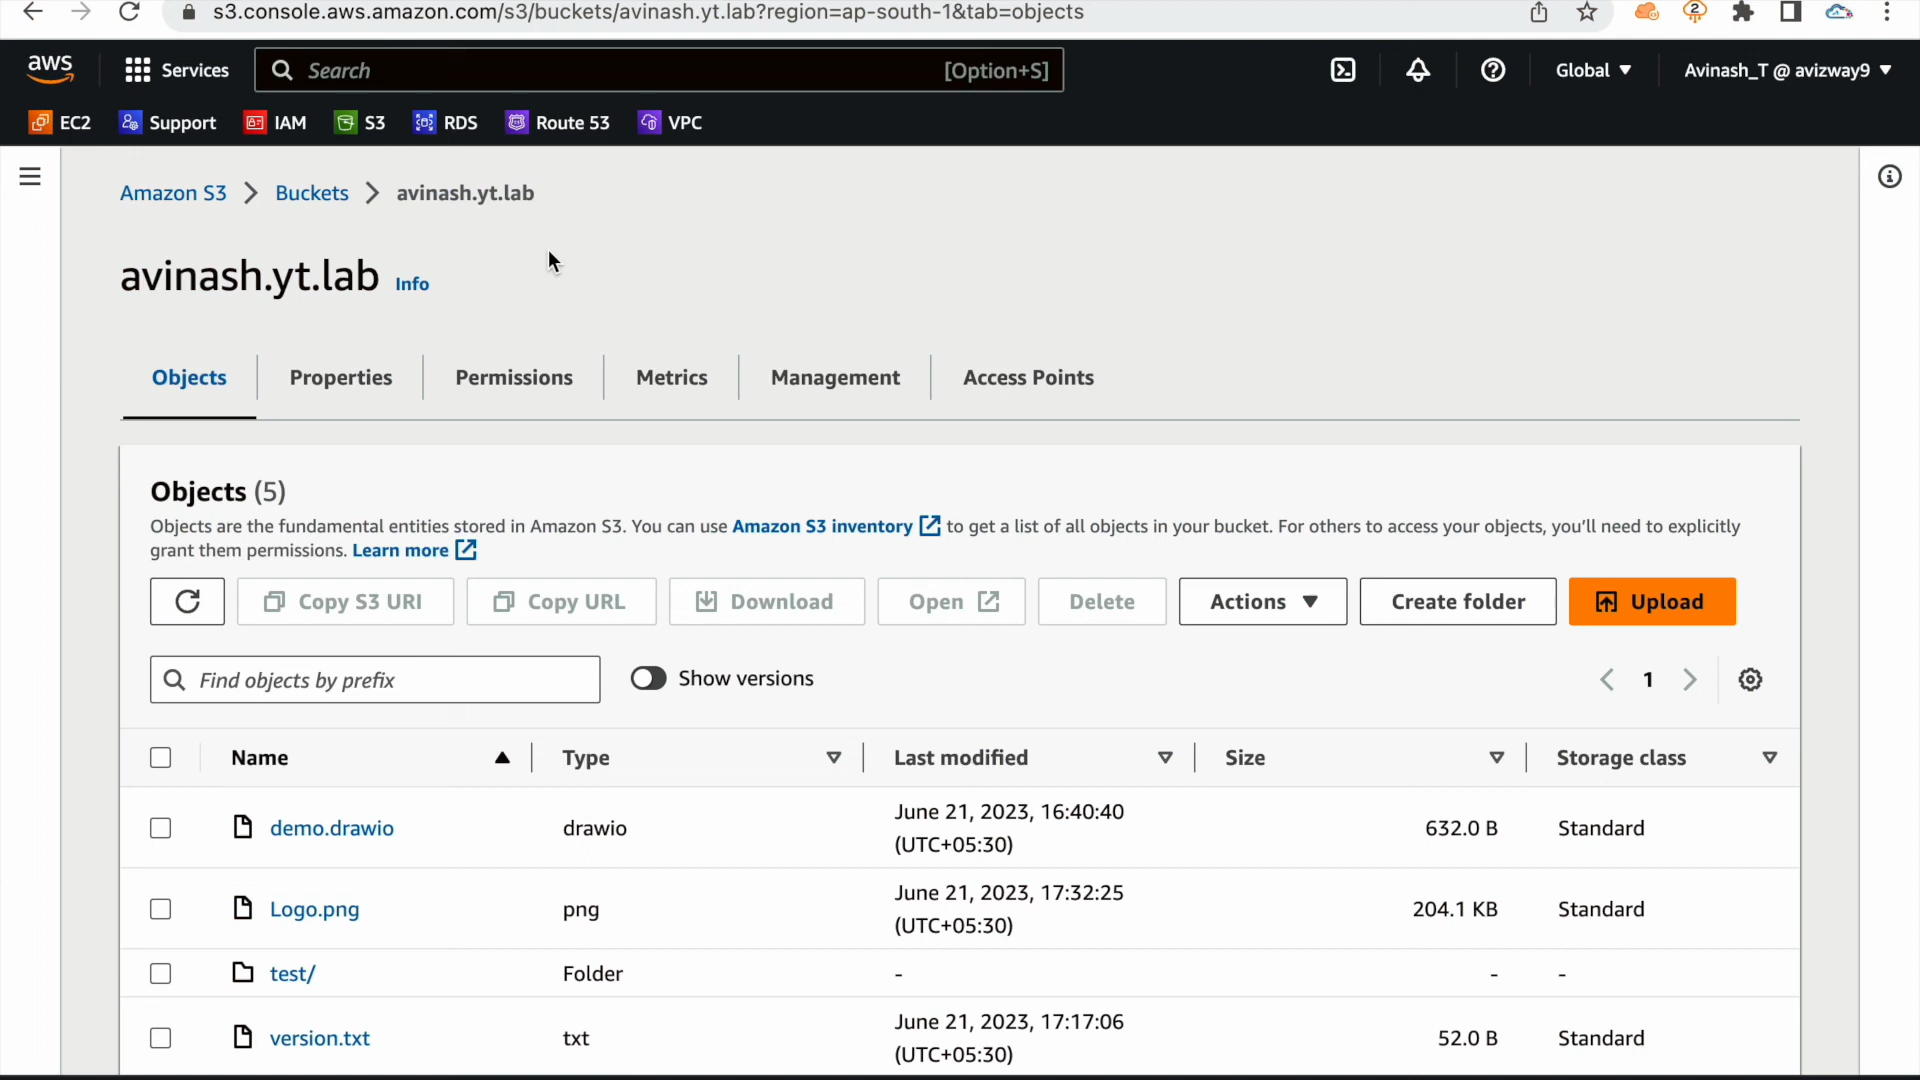 s3.console.aws.amazon.com/s3/buckets/avinash.yt.lab?region=ap-south-1&tab=objects
2
aws Services Search [Option+S] Global Avinash_T @ avizway9
EC2 Support IAM S3 RDS Route 53 VPC
Amazon S3 Buckets avinash.yt.lab
avinash.yt.lab Info
Objects Properties Permissions Metrics Management Access Points
Objects (5)
Objects are the fundamental entities stored in Amazon S3. You can use Amazon S3 inventory to get a list of all objects in your bucket. For others to access your objects, you'll need to explicitly
grant them permissions. Learn more
Copy S3 URI Copy URL Download Open Delete Actions Create folder Upload
Find objects by prefix Show versions 1
Name Type Last modified Size Storage class
demo.drawio drawio June 21, 2023, 16:40:40 (UTC+05:30) 632.0 B Standard
Logo.png png June 21, 2023, 17:32:25 (UTC+05:30) 204.1 KB Standard
test/ Folder - - -
version.txt txt June 21, 2023, 17:17:06 (UTC+05:30) 52.0 B Standard